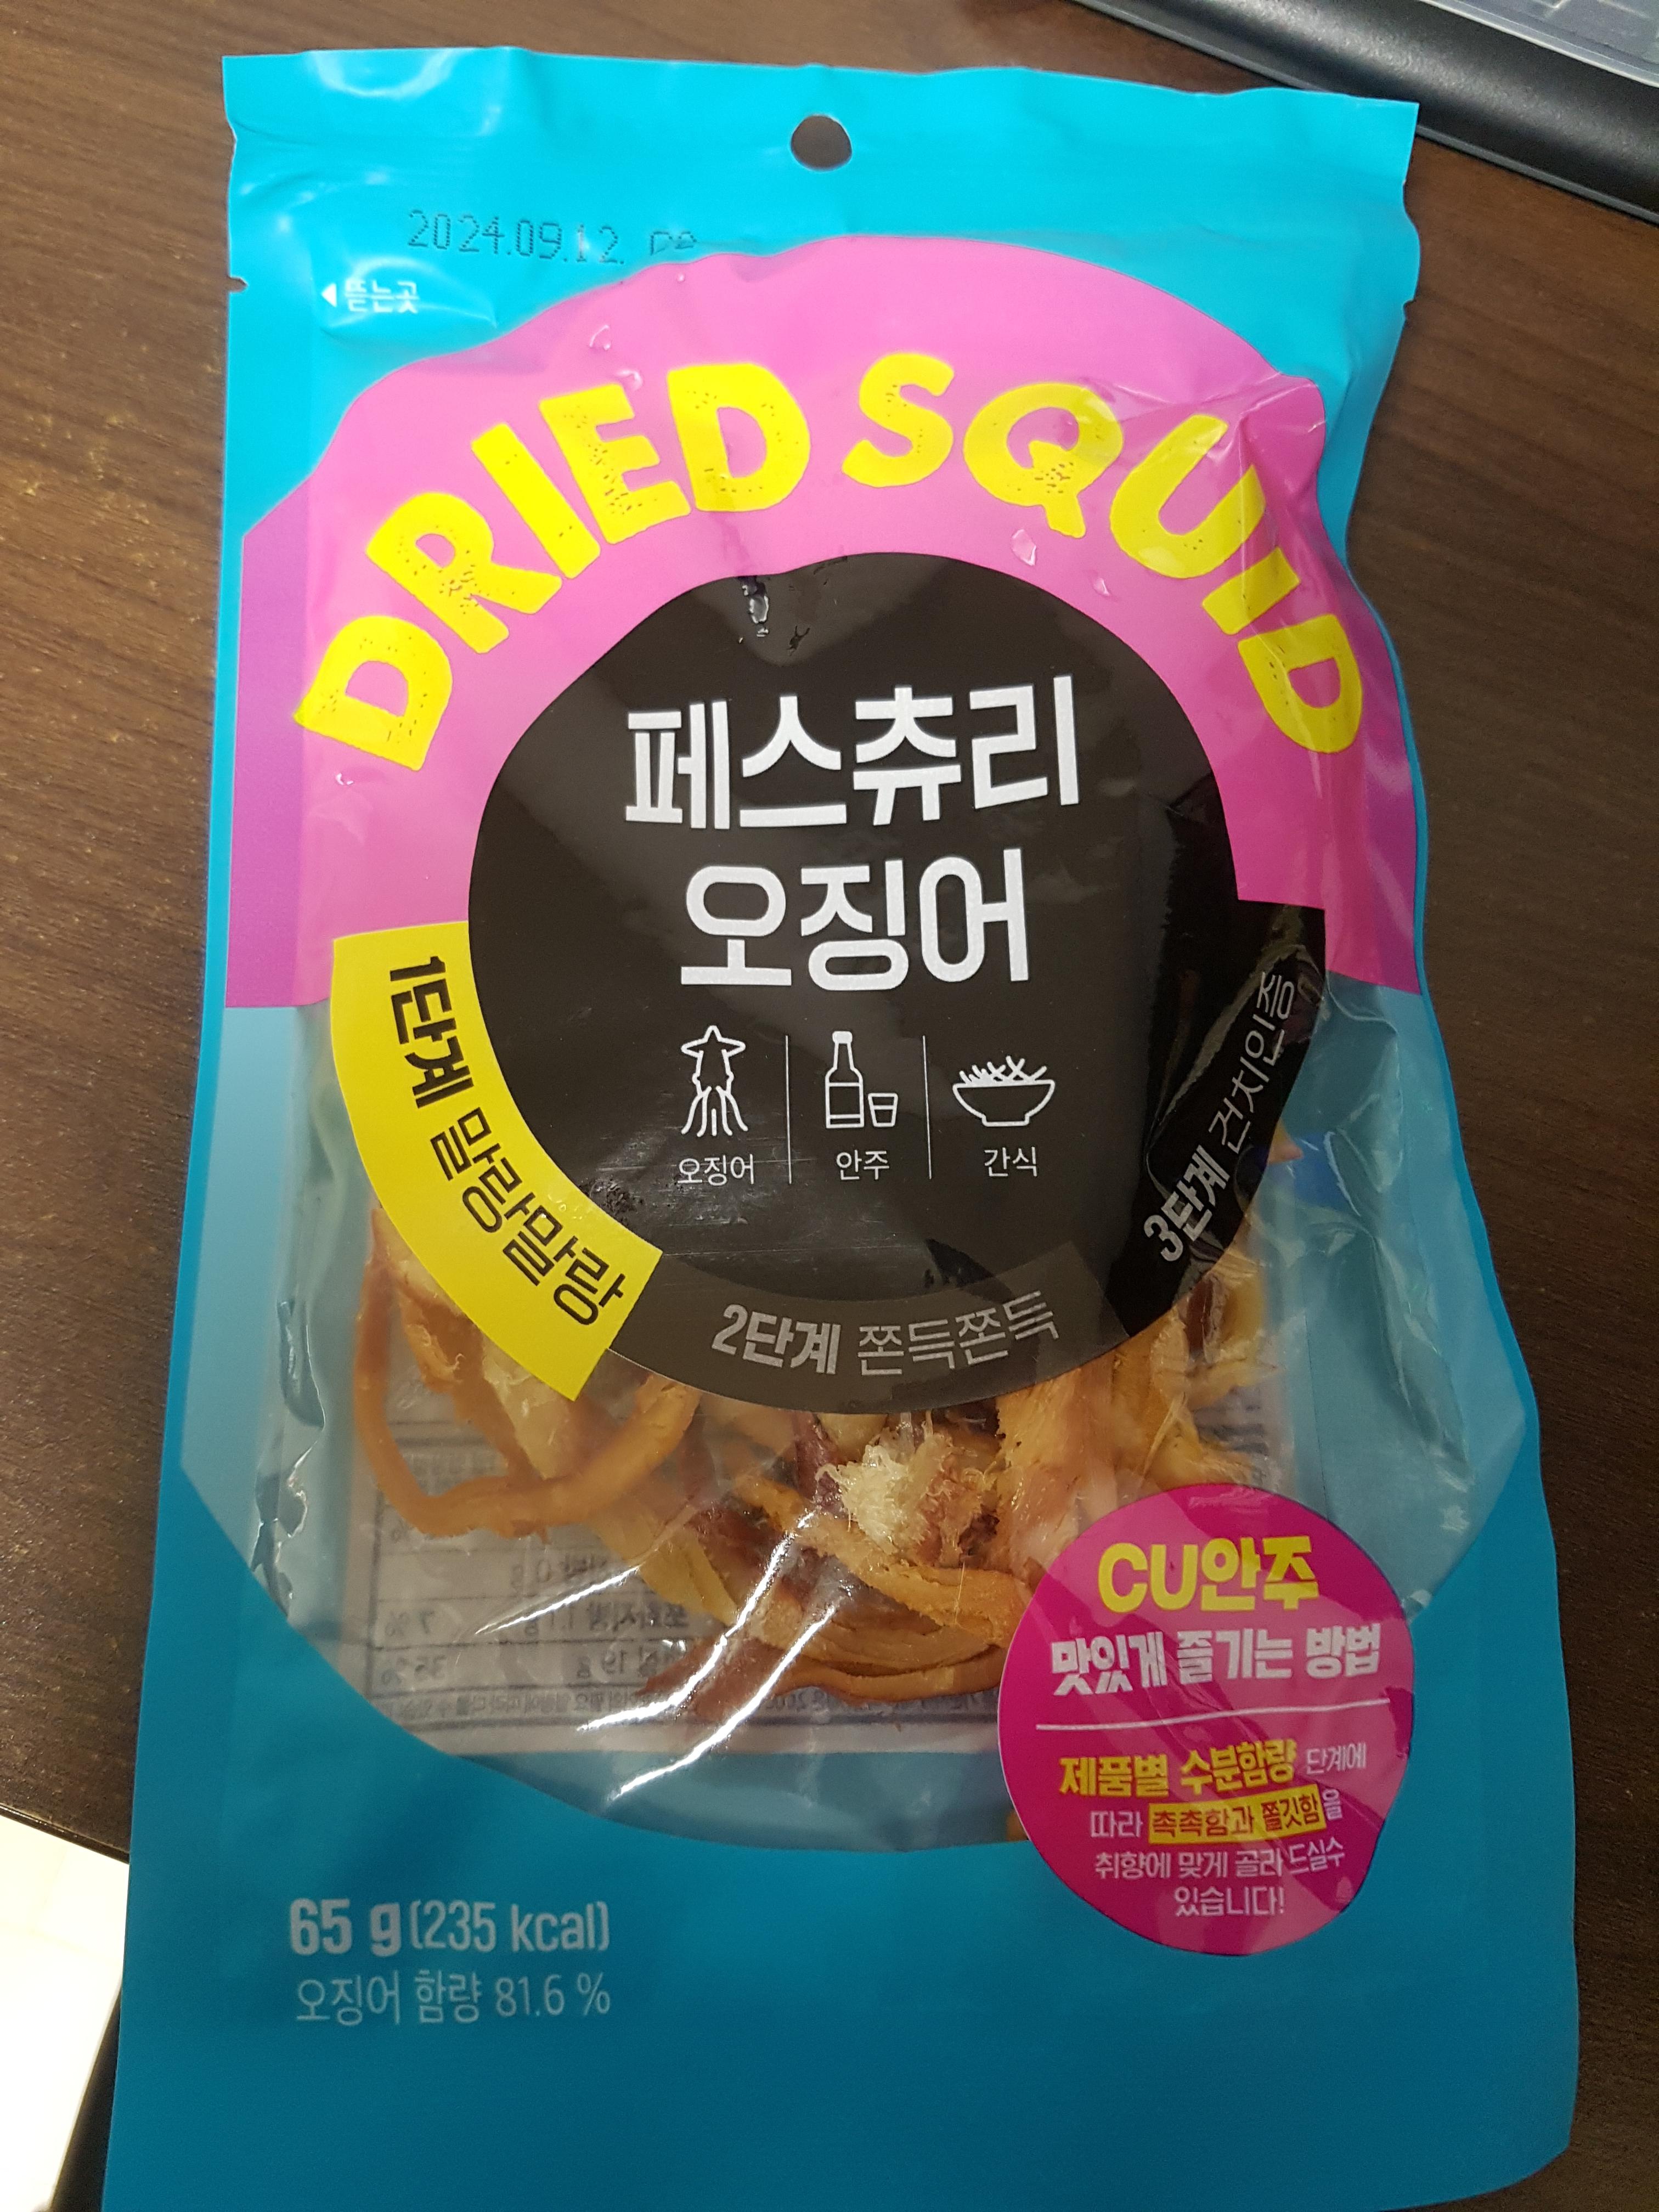 2024.09.12.
뜯는곳
DRIED SQUID
페스츄리
오징어
오징어
안주
간식
1단계 말랑말랑
2단계 쫀득쫀득
3단계 건치인증
CU안주
맛있게 즐기는 방법
제품별 수분함량 단계에
따라 촉촉함과 쫄깃함을
취향에 맞게 골라 드실수
있습니다!
65 g (235 kcal)
오징어 함량 81.6 %